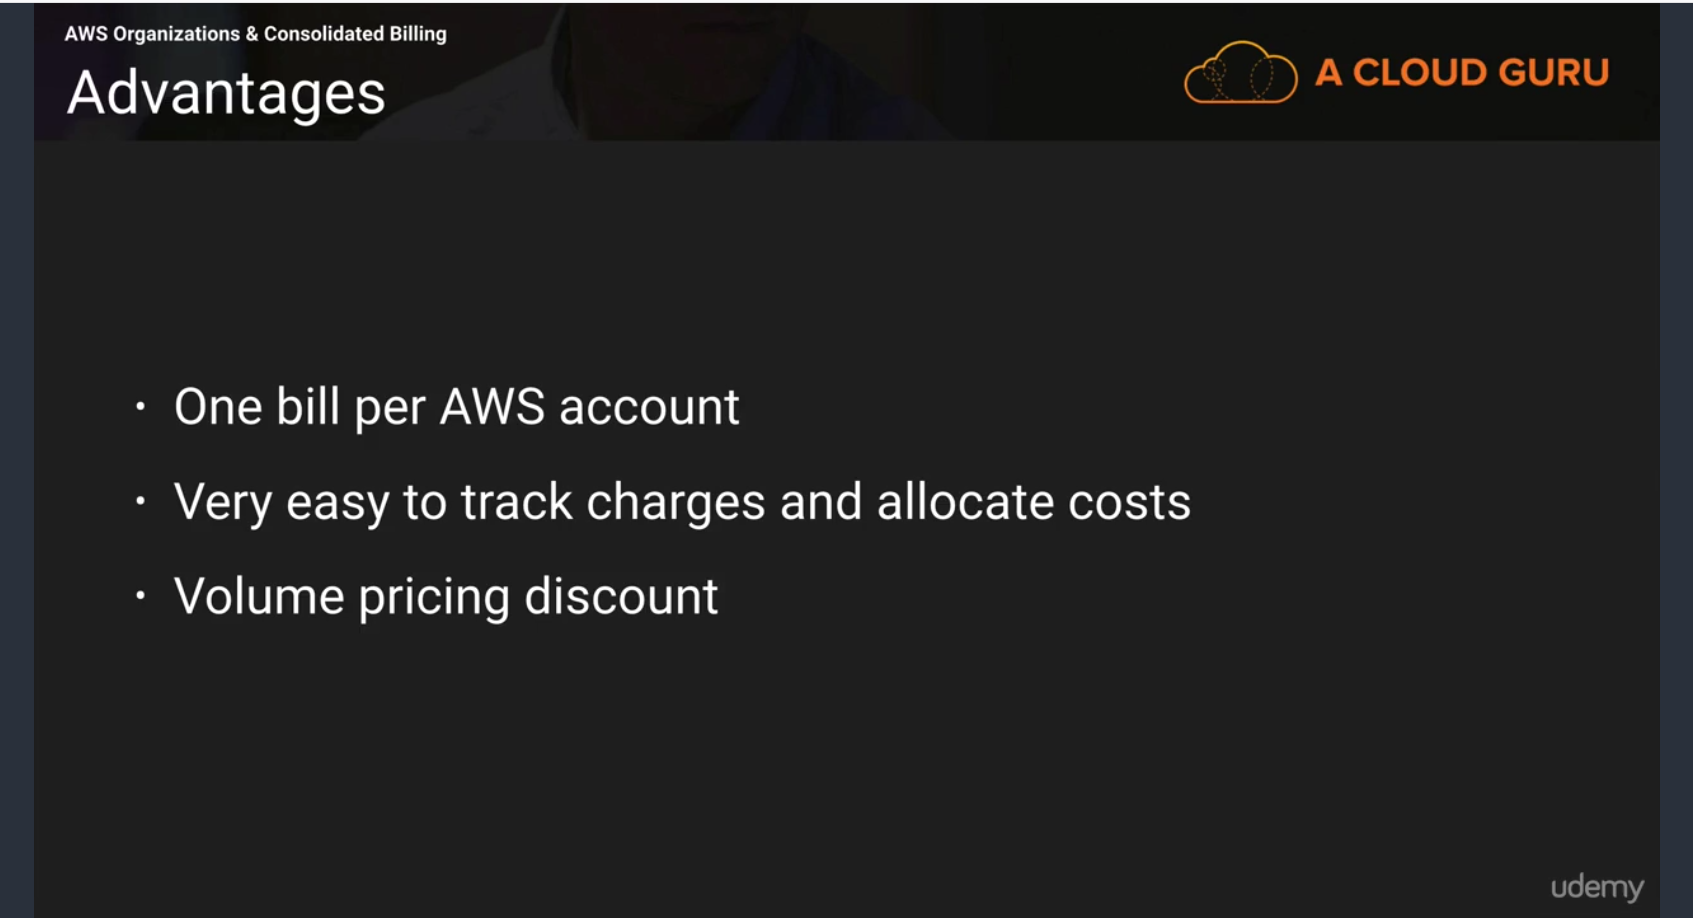 AWS Organizations & Consolidated Billing
Advantages
A CLOUD GURU
• One bill per AWS account
• Very easy to track charges and allocate costs
• Volume pricing discount
udemy